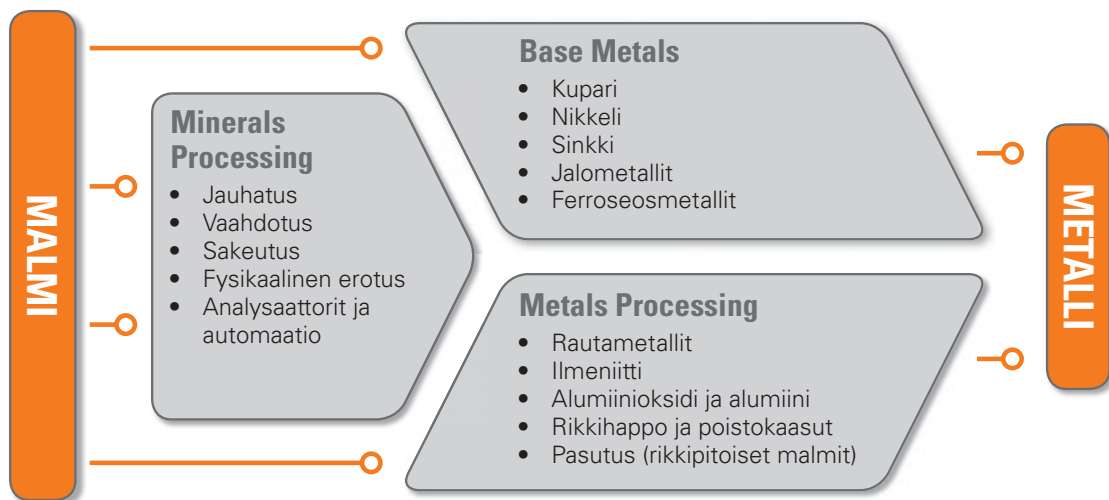 MALMI
Minerals
Processing
• Jauhatus
• Vaahdotus
• Sakeutus
• Fysikaalinen erotus
• Analysaattorit ja
automaatio
Base Metals
• Kupari
• Nikkeli
• Sinkki
• Jalometallit
• Ferroseosmetallit
Metals Processing
• Rautametallit
• Ilmeniitti
• Alumiinioksidi ja alumiini
• Rikkihappo ja poistokaasut
• Pasutus (rikkipitoiset malmit)
METALLI